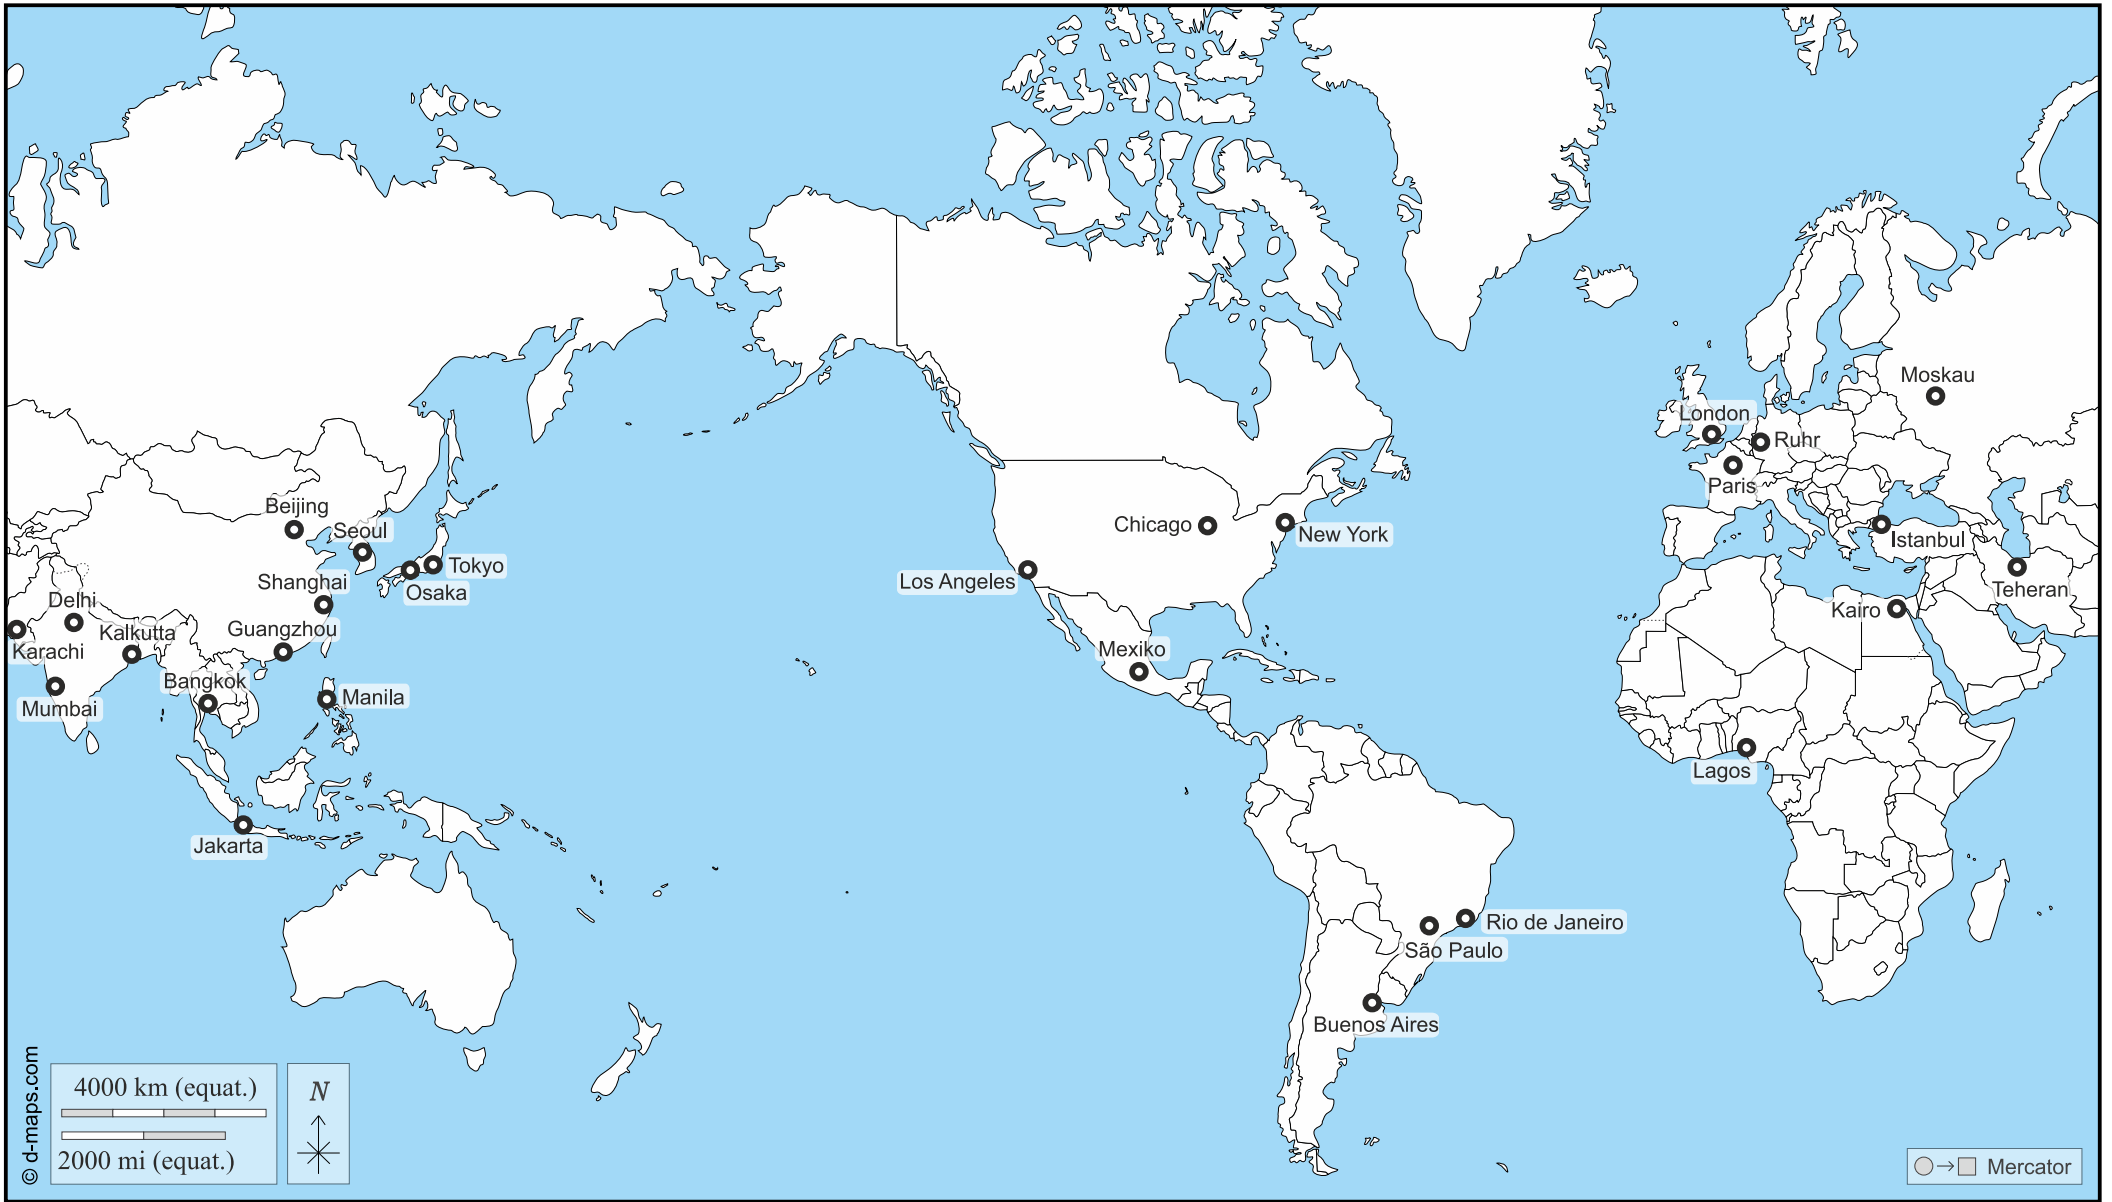 Moskau
London
Ruhr
Paris
Beijing
Seoul
Chicago
New York
Istanbul
Tokyo
Shanghai
Osaka
Los Angeles
Teheran
Delhi
Kairo
Kalkutta
Guangzhou
Karachi
Mexiko
Bangkok
Manila
Mumbai
Lagos
Jakarta
Rio de Janeiro
São Paulo
Buenos Aires
© d-maps.com
4000 km (equat.)
2000 mi (equat.)
N
Mercator